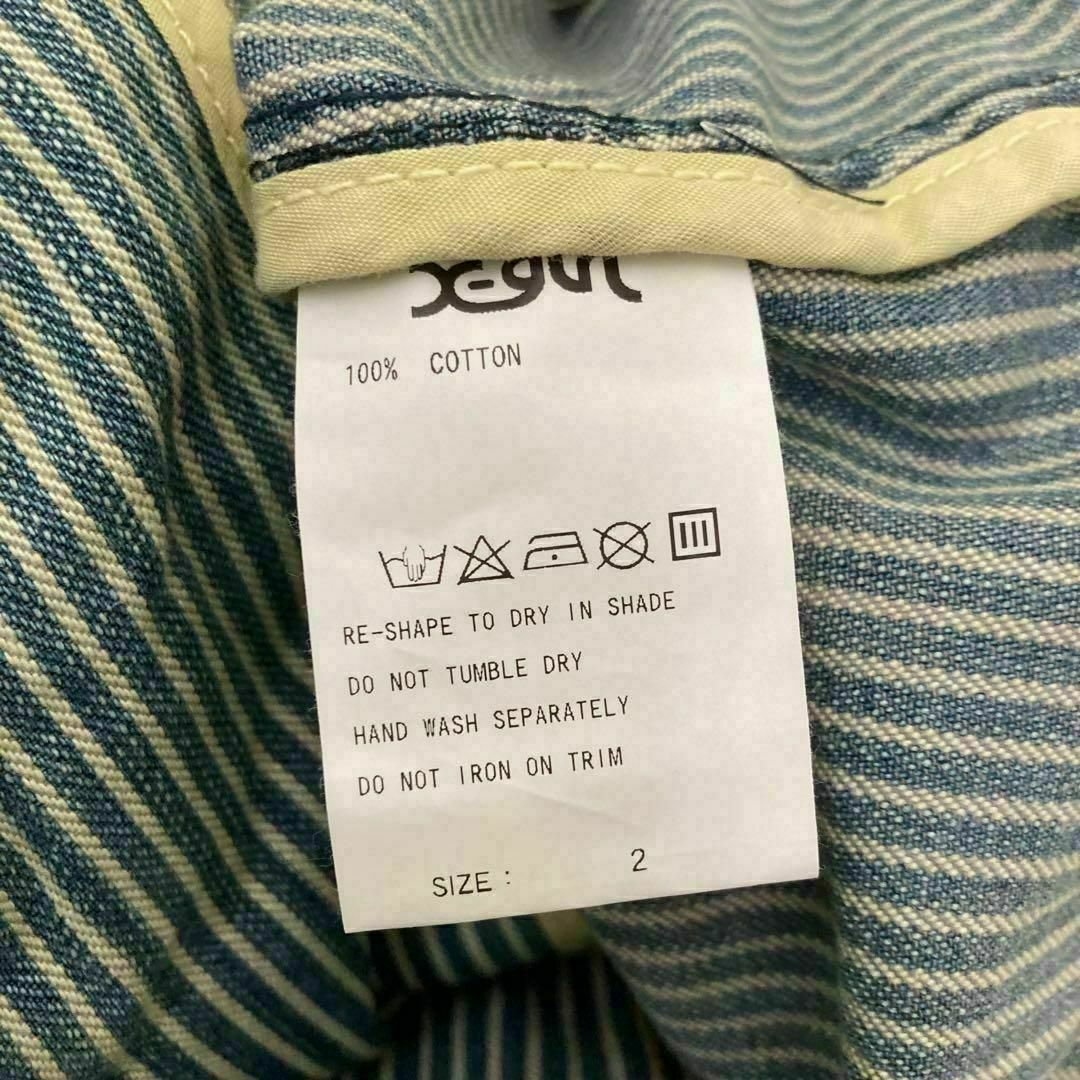 X-girl
100% COTTON
RE-SHAPE TO DRY IN SHADE
DO NOT TUMBLE DRY
HAND WASH SEPARATELY
DO NOT IRON ON TRIM
SIZE : 2